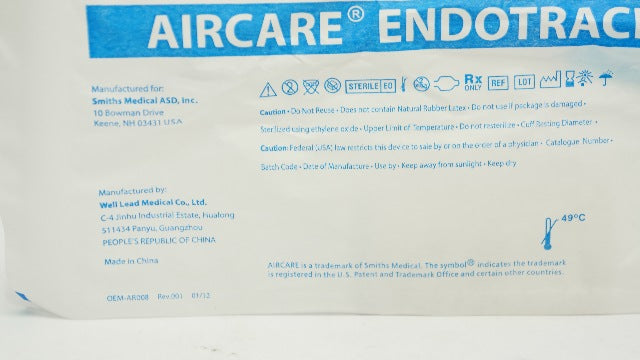 AIRCARE® ENDOTRAC
Manufactured for:
Smiths Medical ASD, Inc.
10 Bowman Drive
Keene, NH 03431 USA
STERILE EO Rx ONLY REF LOT
Caution • Do Not Reuse • Does not contain Natural Rubber Latex • Do not use if package is damaged •
Sterilized using ethylene oxide • Upper Limit of Temperature • Do not resterilize • Cuff Resting Diameter •
Caution: Federal (USA) law restricts this device to sale by or on the order of a physician • Catalogue Number •
Batch Code • Date of Manufacture • Use by • Keep away from sunlight • Keep dry
Manufactured by:
Well Lead Medical Co., Ltd.
C-4 Jinhu Industrial Estate, Hualong
511434 Panyu, Guangzhou
PEOPLE'S REPUBLIC OF CHINA
Made in China
49°C
AIRCARE is a trademark of Smiths Medical. The symbol ® indicates the trademark
is registered in the U.S. Patent and Trademark Office and certain other countries.
OEM-AR008 Rev.001 01/12